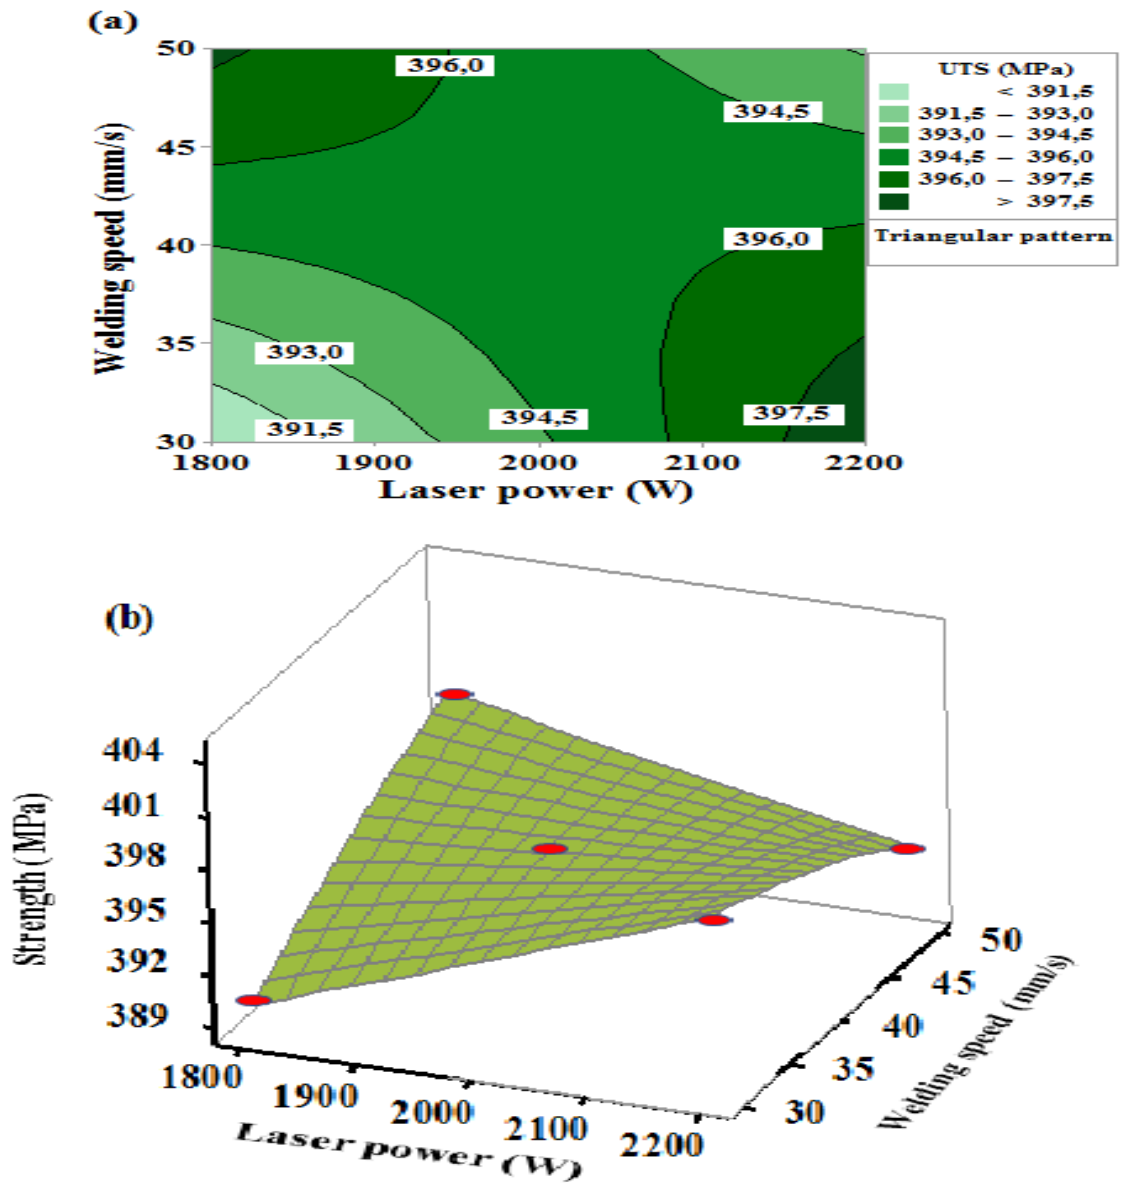 (a)
50
45
40
35
30
Welding speed (mm/s)
396,0
394,5
396,0
393,0
397,5
394,5
391,5
1800 1900 2000 2100 2200
Laser power (W)
UTS (MPa)
< 391,5
391,5 – 393,0
393,0 – 394,5
394,5 – 396,0
396,0 – 397,5
> 397,5
Triangular pattern
(b)
404
401
398
395
392
389
Strength (MPa)
1800
1900
2000
2100
2200
Laser power (W)
50
45
40
35
30
Welding speed (mm/s)